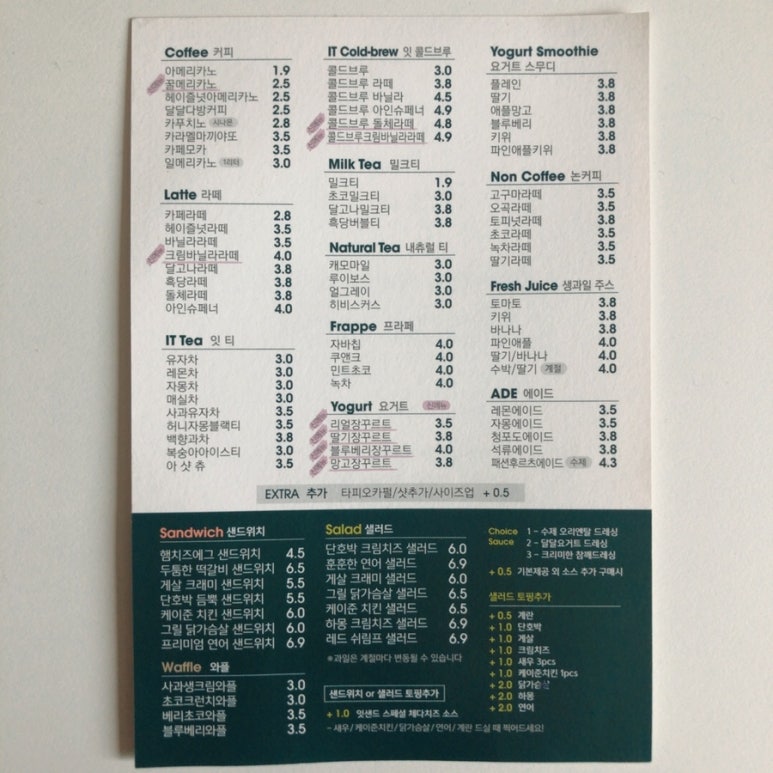 Coffee 커피
아메리카노 1.9
꿀메리카노 2.5
헤이즐넛아메리카노 2.5
달달다방커피 2.5
카푸치노 시나몬 2.8
카라멜마끼야또 3.5
카페모카 3.5
일메리카노 1리터 3.0
Latte 라떼
카페라떼 2.8
헤이즐넛라떼 3.5
바닐라라떼 3.5
크림바닐라라떼 4.0
달고나라떼 3.8
흑당라떼 3.8
돌체라떼 3.8
아인슈페너 4.0
IT Tea 잇 티
유자차 3.0
레몬차 3.0
자몽차 3.0
매실차 3.0
사과유자차 3.5
허니자몽블랙티 3.5
백향과차 3.8
복숭아아이스티 3.0
아 샷 츄 3.5
IT Cold-brew 잇 콜드브루
콜드브루 3.0
콜드브루 라떼 3.8
콜드브루 바닐라 4.5
콜드브루 아인슈페너 4.9
콜드브루 돌체라떼 4.8
콜드브루크림바닐라라떼 4.9
Milk Tea 밀크티
밀크티 1.9
초코밀크티 3.0
달고나밀크티 3.8
흑당버블티 3.8
Natural Tea 내츄럴 티
캐모마일 3.0
루이보스 3.0
얼그레이 3.0
히비스커스 3.0
Frappe 프라페
자바칩 4.0
쿠앤크 4.0
민트초코 4.0
녹차 4.0
Yogurt 요거트 신메뉴
리얼장꾸르트 3.5
딸기장꾸르트 3.8
블루베리장꾸르트 4.0
망고장꾸르트 3.8
Yogurt Smoothie
요거트 스무디
플레인 3.8
딸기 3.8
애플망고 3.8
블루베리 3.8
키위 3.8
파인애플키위 3.8
Non Coffee 논커피
고구마라떼 3.5
오곡라떼 3.5
토피넛라떼 3.8
초코라떼 3.5
녹차라떼 3.5
딸기라떼 3.5
Fresh Juice 생과일 주스
토마토 3.8
키위 3.8
바나나 3.8
파인애플 4.0
딸기/바나나 4.0
수박/딸기 계절 4.0
ADE 에이드
레몬에이드 3.5
자몽에이드 3.5
청포도에이드 3.8
석류에이드 3.8
패션후르츠에이드 수제 4.3
EXTRA 추가 타피오카펄/샷추가/사이즈업 + 0.5
Sandwich 샌드위치
햄치즈에그 샌드위치 4.5
두툼한 떡갈비 샌드위치 6.5
게살 크래미 샌드위치 5.5
단호박 듬뿍 샌드위치 5.5
케이준 치킨 샌드위치 6.0
그릴 닭가슴살 샌드위치 6.0
프리미엄 연어 샌드위치 6.9
Waffle 와플
사과생크림와플 3.0
초코크런치와플 3.0
베리초코와플 3.5
블루베리와플 3.5
Salad 샐러드
단호박 크림치즈 샐러드 6.0
훈훈한 연어 샐러드 6.9
게살 크래미 샐러드 6.0
그릴 닭가슴살 샐러드 6.5
케이준 치킨 샐러드 6.5
하몽 크림치즈 샐러드 6.9
레드 쉬림프 샐러드 6.9
※과일은 계절마다 변동될 수 있습니다
샌드위치 or 샐러드 토핑추가
+ 1.0 잇샌드 스페셜 체다치즈 소스
~ 새우/케이준치킨/닭가슴살/연어/계란 드실 때 찍어드세요!
Choice Sauce
1 - 수제 오리엔탈 드레싱
2 - 달달요거트 드레싱
3 - 크리미한 참깨드레싱
+ 0.5 기본제공 외 소스 추가 구매시
샐러드 토핑추가
+ 0.5 계란
+ 1.0 단호박
+ 1.0 게살
+ 1.0 크림치즈
+ 1.0 새우 3pcs
+ 1.0 케이준치킨 1pcs
+ 2.0 닭가슴살
+ 2.0 하몽
+ 2.0 연어